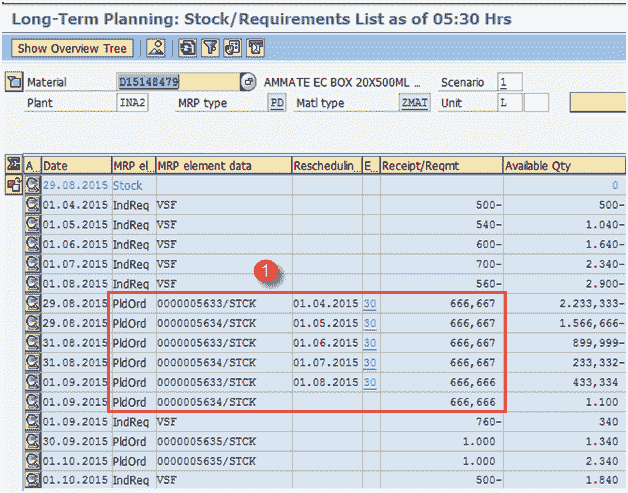 Long-Term Planning: Stock/Requirements List as of 05:30 Hrs
Show Overview Tree
Material D15148479 AMMATE EC BOX 20X500ML ... Scenario 1
Plant INA2 MRP type PD Matl type ZMAT Unit L
A.. Date MRP el.. MRP element data Reschedulin.. E.. Receipt/Reqmt Available Qty
29.08.2015 Stock 0
01.04.2015 IndReq VSF 500- 500-
01.05.2015 IndReq VSF 540- 1.040-
01.06.2015 IndReq VSF 600- 1.640-
01.07.2015 IndReq VSF 700- 2.340-
01.08.2015 IndReq VSF 560- 2.900-
1
29.08.2015 PldOrd 0000005633/STCK 01.04.2015 30 666,667 2.233,333-
29.08.2015 PldOrd 0000005634/STCK 01.05.2015 30 666,667 1.566,666-
31.08.2015 PldOrd 0000005633/STCK 01.06.2015 30 666,667 899,999-
31.08.2015 PldOrd 0000005634/STCK 01.07.2015 30 666,667 233,332-
01.09.2015 PldOrd 0000005633/STCK 01.08.2015 30 666,666 433,334
01.09.2015 PldOrd 0000005634/STCK 666,666 1.100
01.09.2015 IndReq VSF 760- 340
30.09.2015 PldOrd 0000005635/STCK 1.000 1.340
01.10.2015 PldOrd 0000005635/STCK 1.000 2.340
01.10.2015 IndReq VSF 500- 1.840